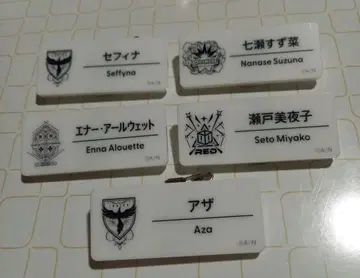 セフィナ
Seffyna
©A/N
七瀬すず菜
Nanase Suzuna
©A/N
エナー・アールウェット
Enna Alouette
©A/N
瀬戸美夜子
Seto Miyako
RED
©A/N
アザ
Aza
©A/N